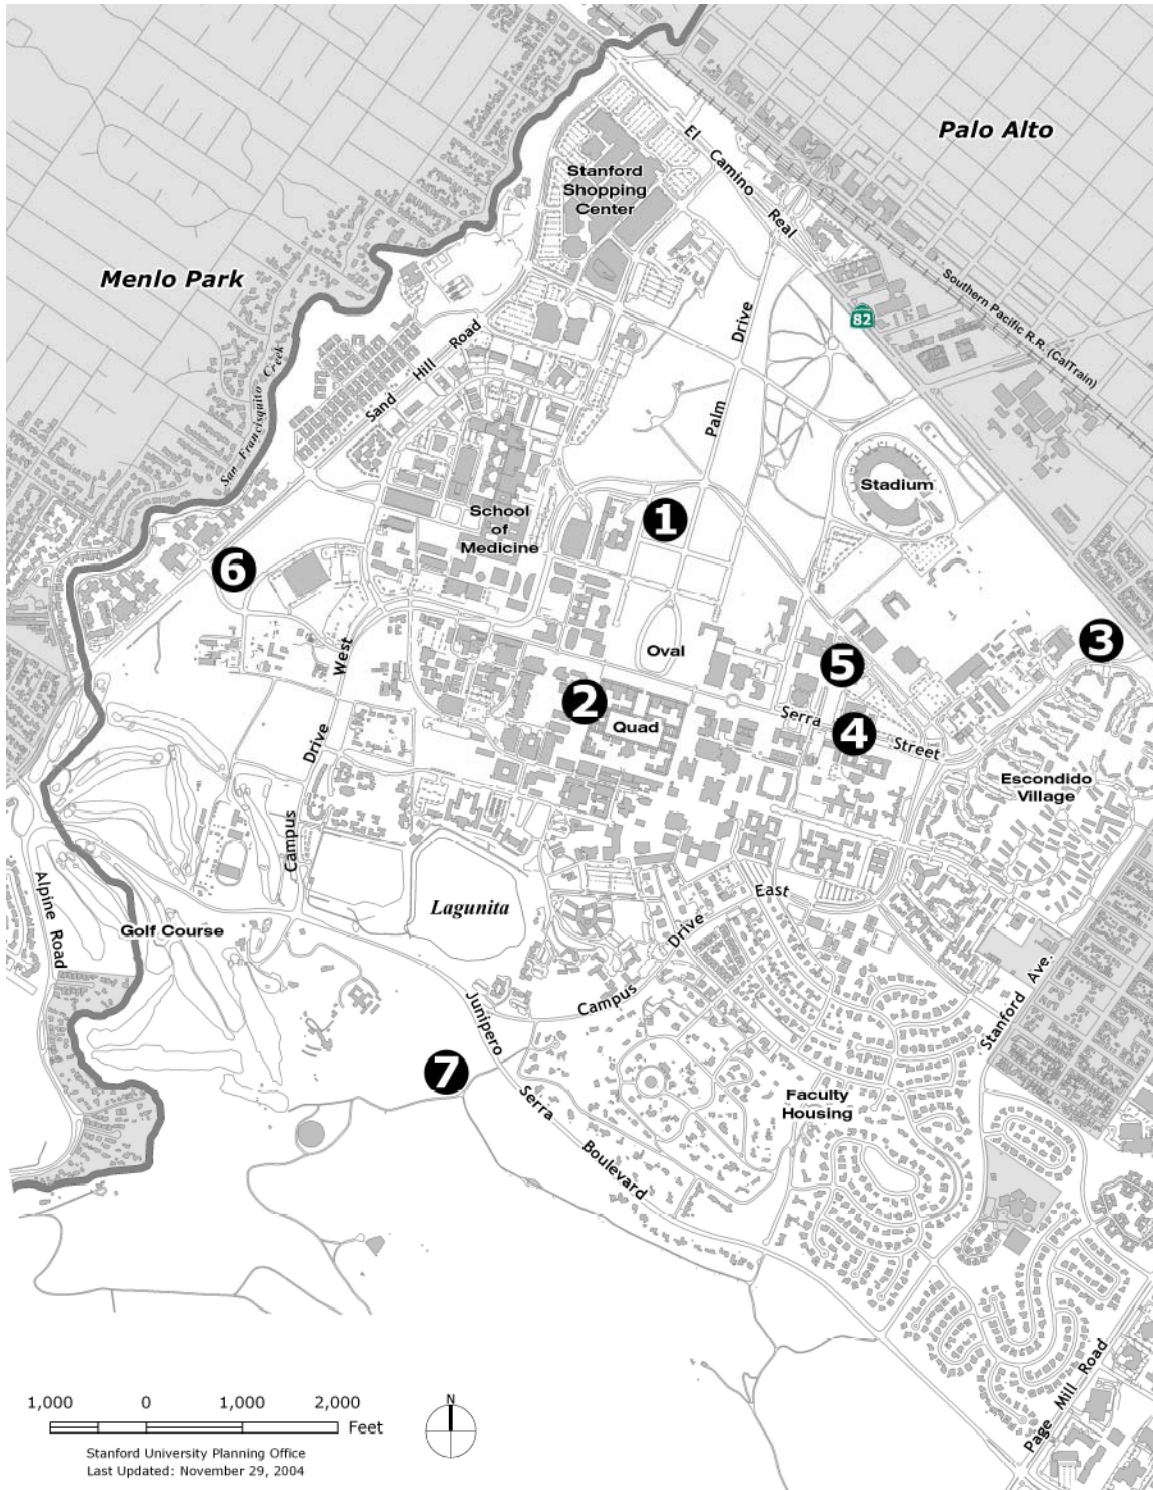 Palo Alto
El Camino Real
Stanford
Shopping
Center
Menlo Park
Southern Pacific R.R. (CalTrain)
82
Palm Drive
Sand Hill Road
San Francisquito Creek
Stadium
School
of
Medicine
1
6
3
Oval
5
2
Quad
Serra Street
4
Campus Drive West
Escondido
Village
Campus Drive East
Lagunita
Golf Course
Alpine Road
Stanford Ave.
Junipero Serra Boulevard
7
Faculty
Housing
Page Mill Road
1,000 0 1,000 2,000
Feet
N
Stanford University Planning Office
Last Updated: November 29, 2004